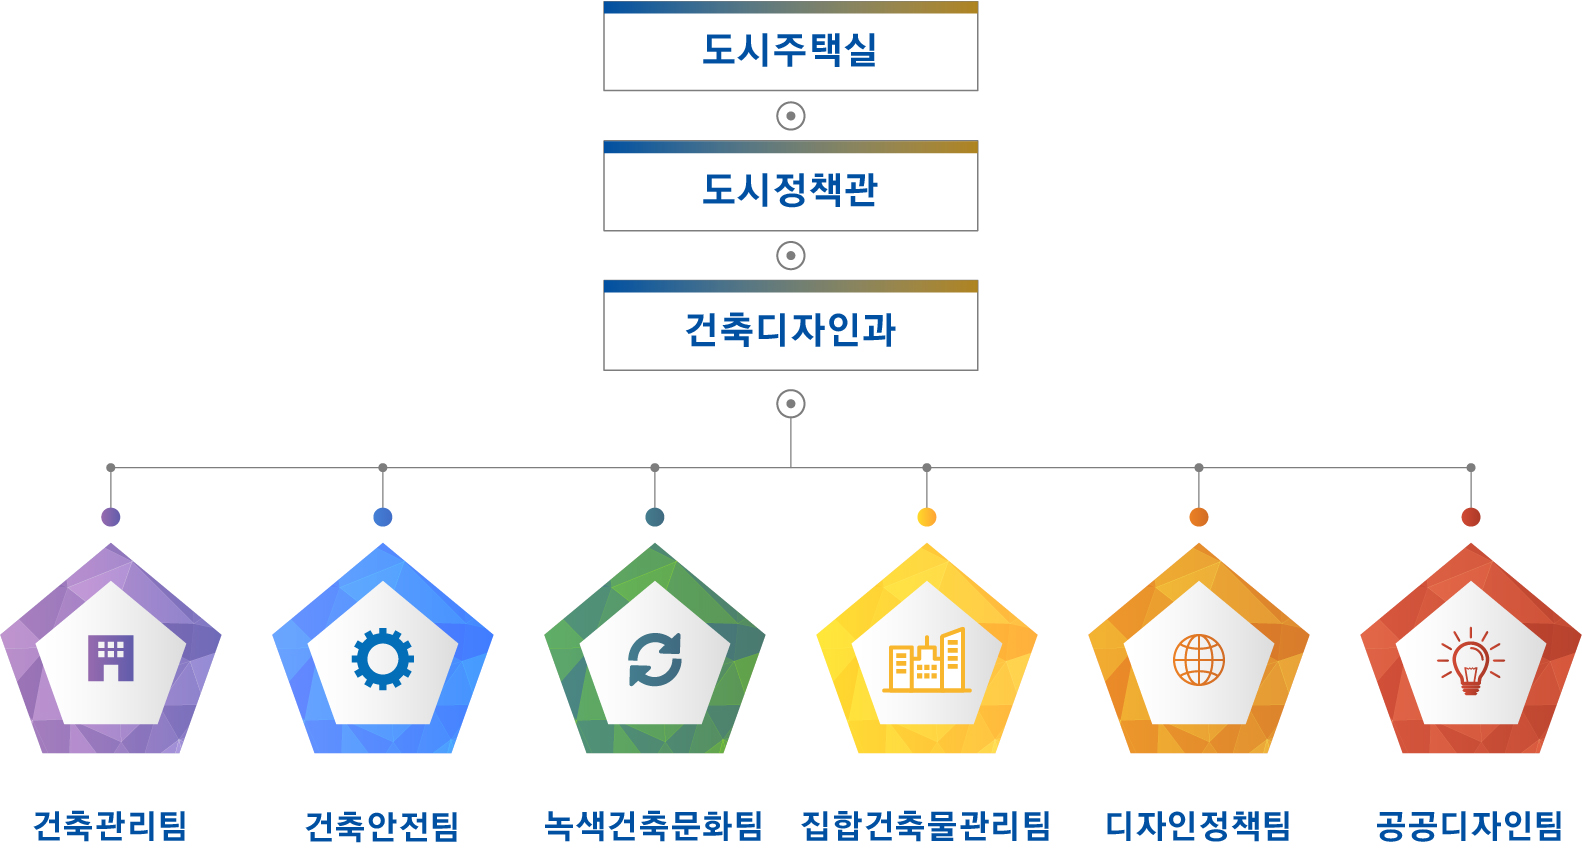 도시주택실
도시정책관
건축디자인과
건축관리팀
건축안전팀
녹색건축문화팀
집합건축물관리팀
디자인정책팀
공공디자인팀